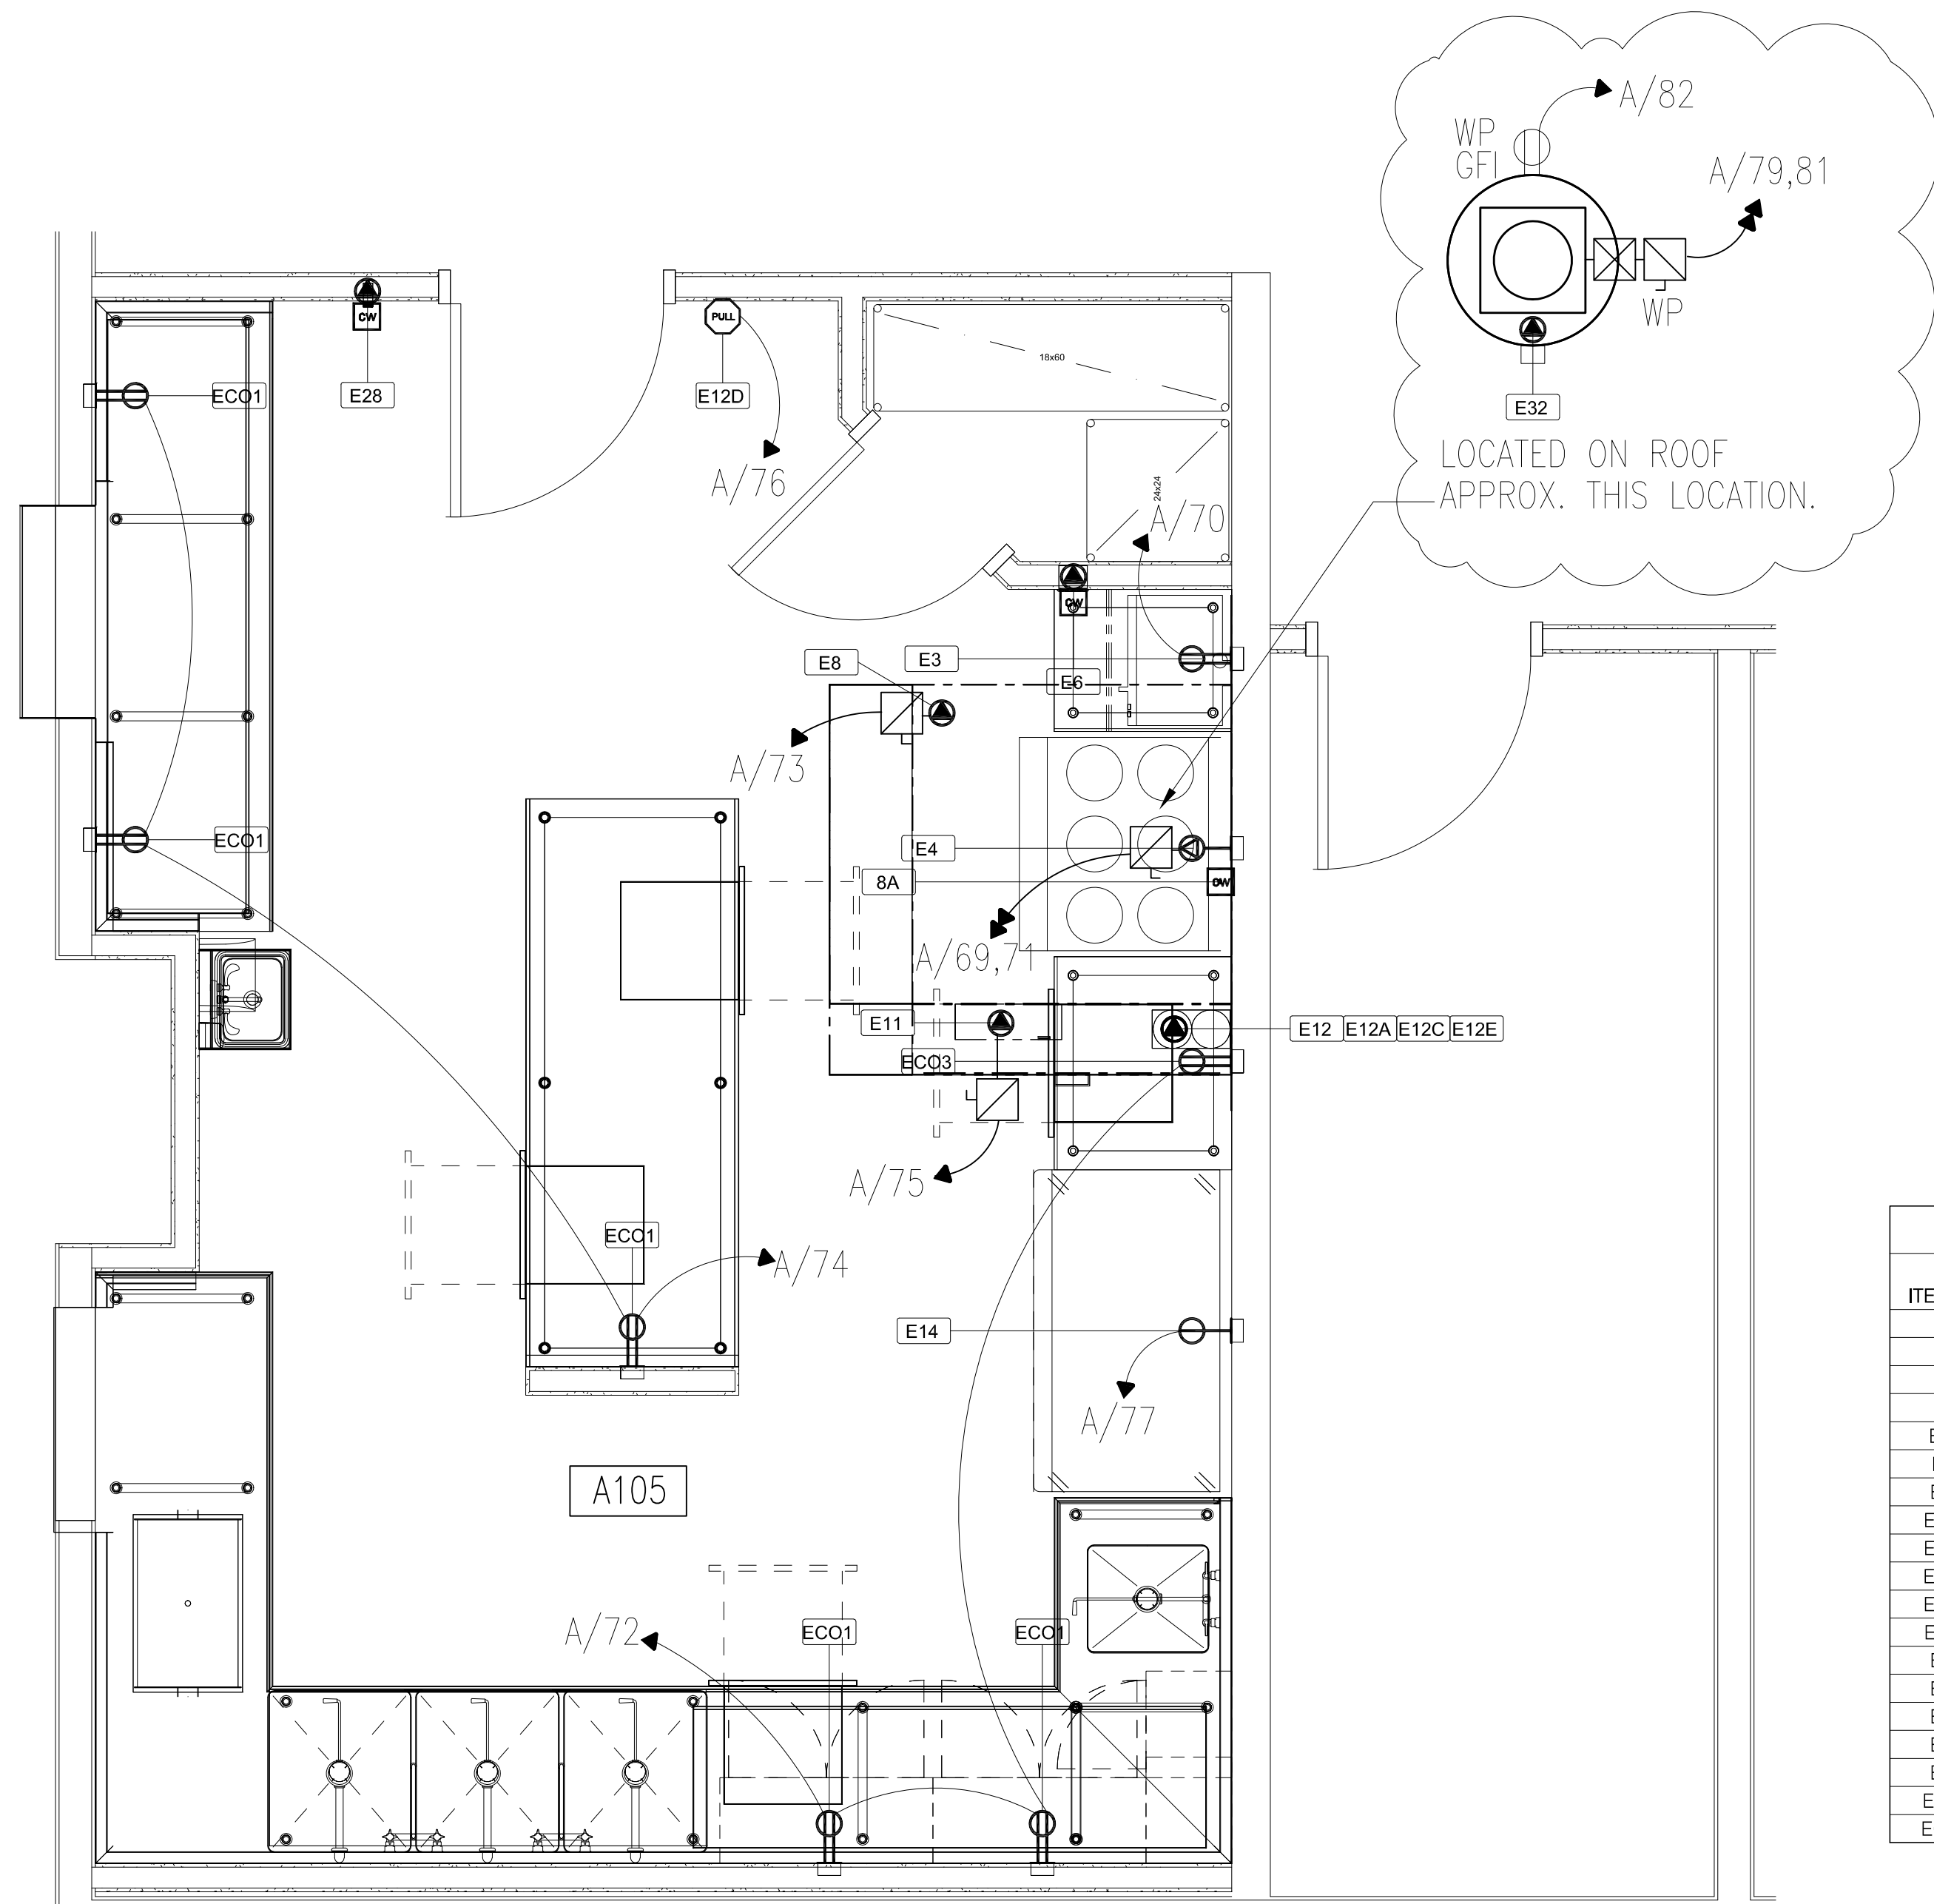 A/82
WP
GFI
A/79,81
WP
E32
LOCATED ON ROOF
APPROX. THIS LOCATION.
CW
PULL
ECO1
E28
E12D
18x60
A/76
24x24
A/70
CW
E8
E3
E6
A/73
ECO1
E4
8A
CW
A/69,71
E11
E12
E12A
E12C
E12E
ECO3
A/75
ECO1
A/74
E14
A/77
A105
A/72
ECO1
ECO1